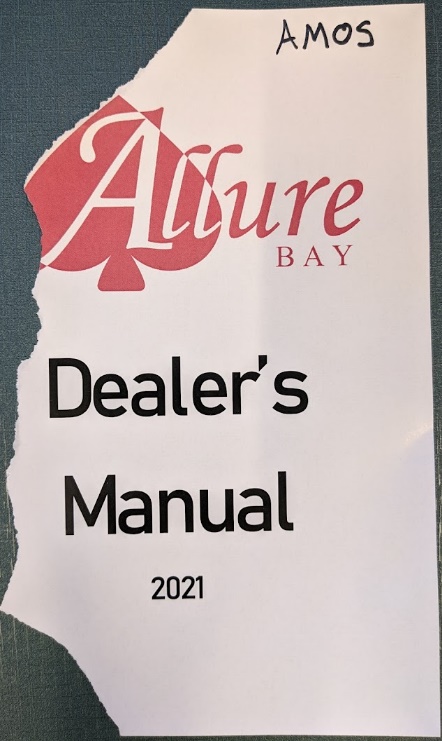 AMOS
Allure
BAY
Dealer's
Manual
2021